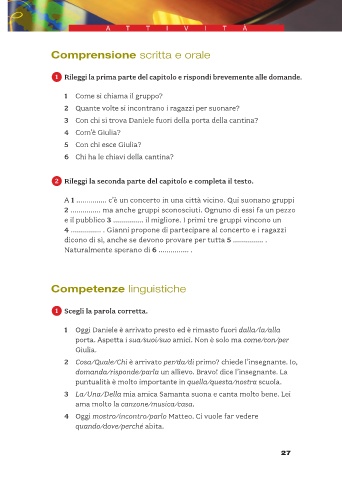 ATTIVITÀ
Comprensione scritta e orale
1 Rileggi la prima parte del capitolo e rispondi brevemente alle domande.
1 Come si chiama il gruppo?
2 Quante volte si incontrano i ragazzi per suonare?
3 Con chi si trova Daniele fuori della porta della cantina?
4 Com'è Giulia?
5 Con chi esce Giulia?
6 Chi ha le chiavi della cantina?
2 Rileggi la seconda parte del capitolo e completa il testo.
A 1 ............... c'è un concerto in una città vicino. Qui suonano gruppi
2 ............... ma anche gruppi sconosciuti. Ognuno di essi fa un pezzo
e il pubblico 3 ............... il migliore. I primi tre gruppi vincono un
4 ............... . Gianni propone di partecipare al concerto e i ragazzi
dicono di sì, anche se devono provare per tutta 5 ............... .
Naturalmente sperano di 6 ............... .
Competenze linguistiche
1 Scegli la parola corretta.
1 Oggi Daniele è arrivato presto ed è rimasto fuori dalla/la/alla
porta. Aspetta i sua/suoi/suo amici. Non è solo ma come/con/per
Giulia.
2 Cosa/Quale/Chi è arrivato per/da/di primo? chiede l'insegnante. Io,
domanda/risponde/parla un allievo. Bravo! dice l'insegnante. La
puntualità è molto importante in quella/questa/nostra scuola.
3 La/Una/Della mia amica Samanta suona e canta molto bene. Lei
ama molto la canzone/musica/casa.
4 Oggi mostro/incontro/parlo Matteo. Ci vuole far vedere
quando/dove/perché abita.
27